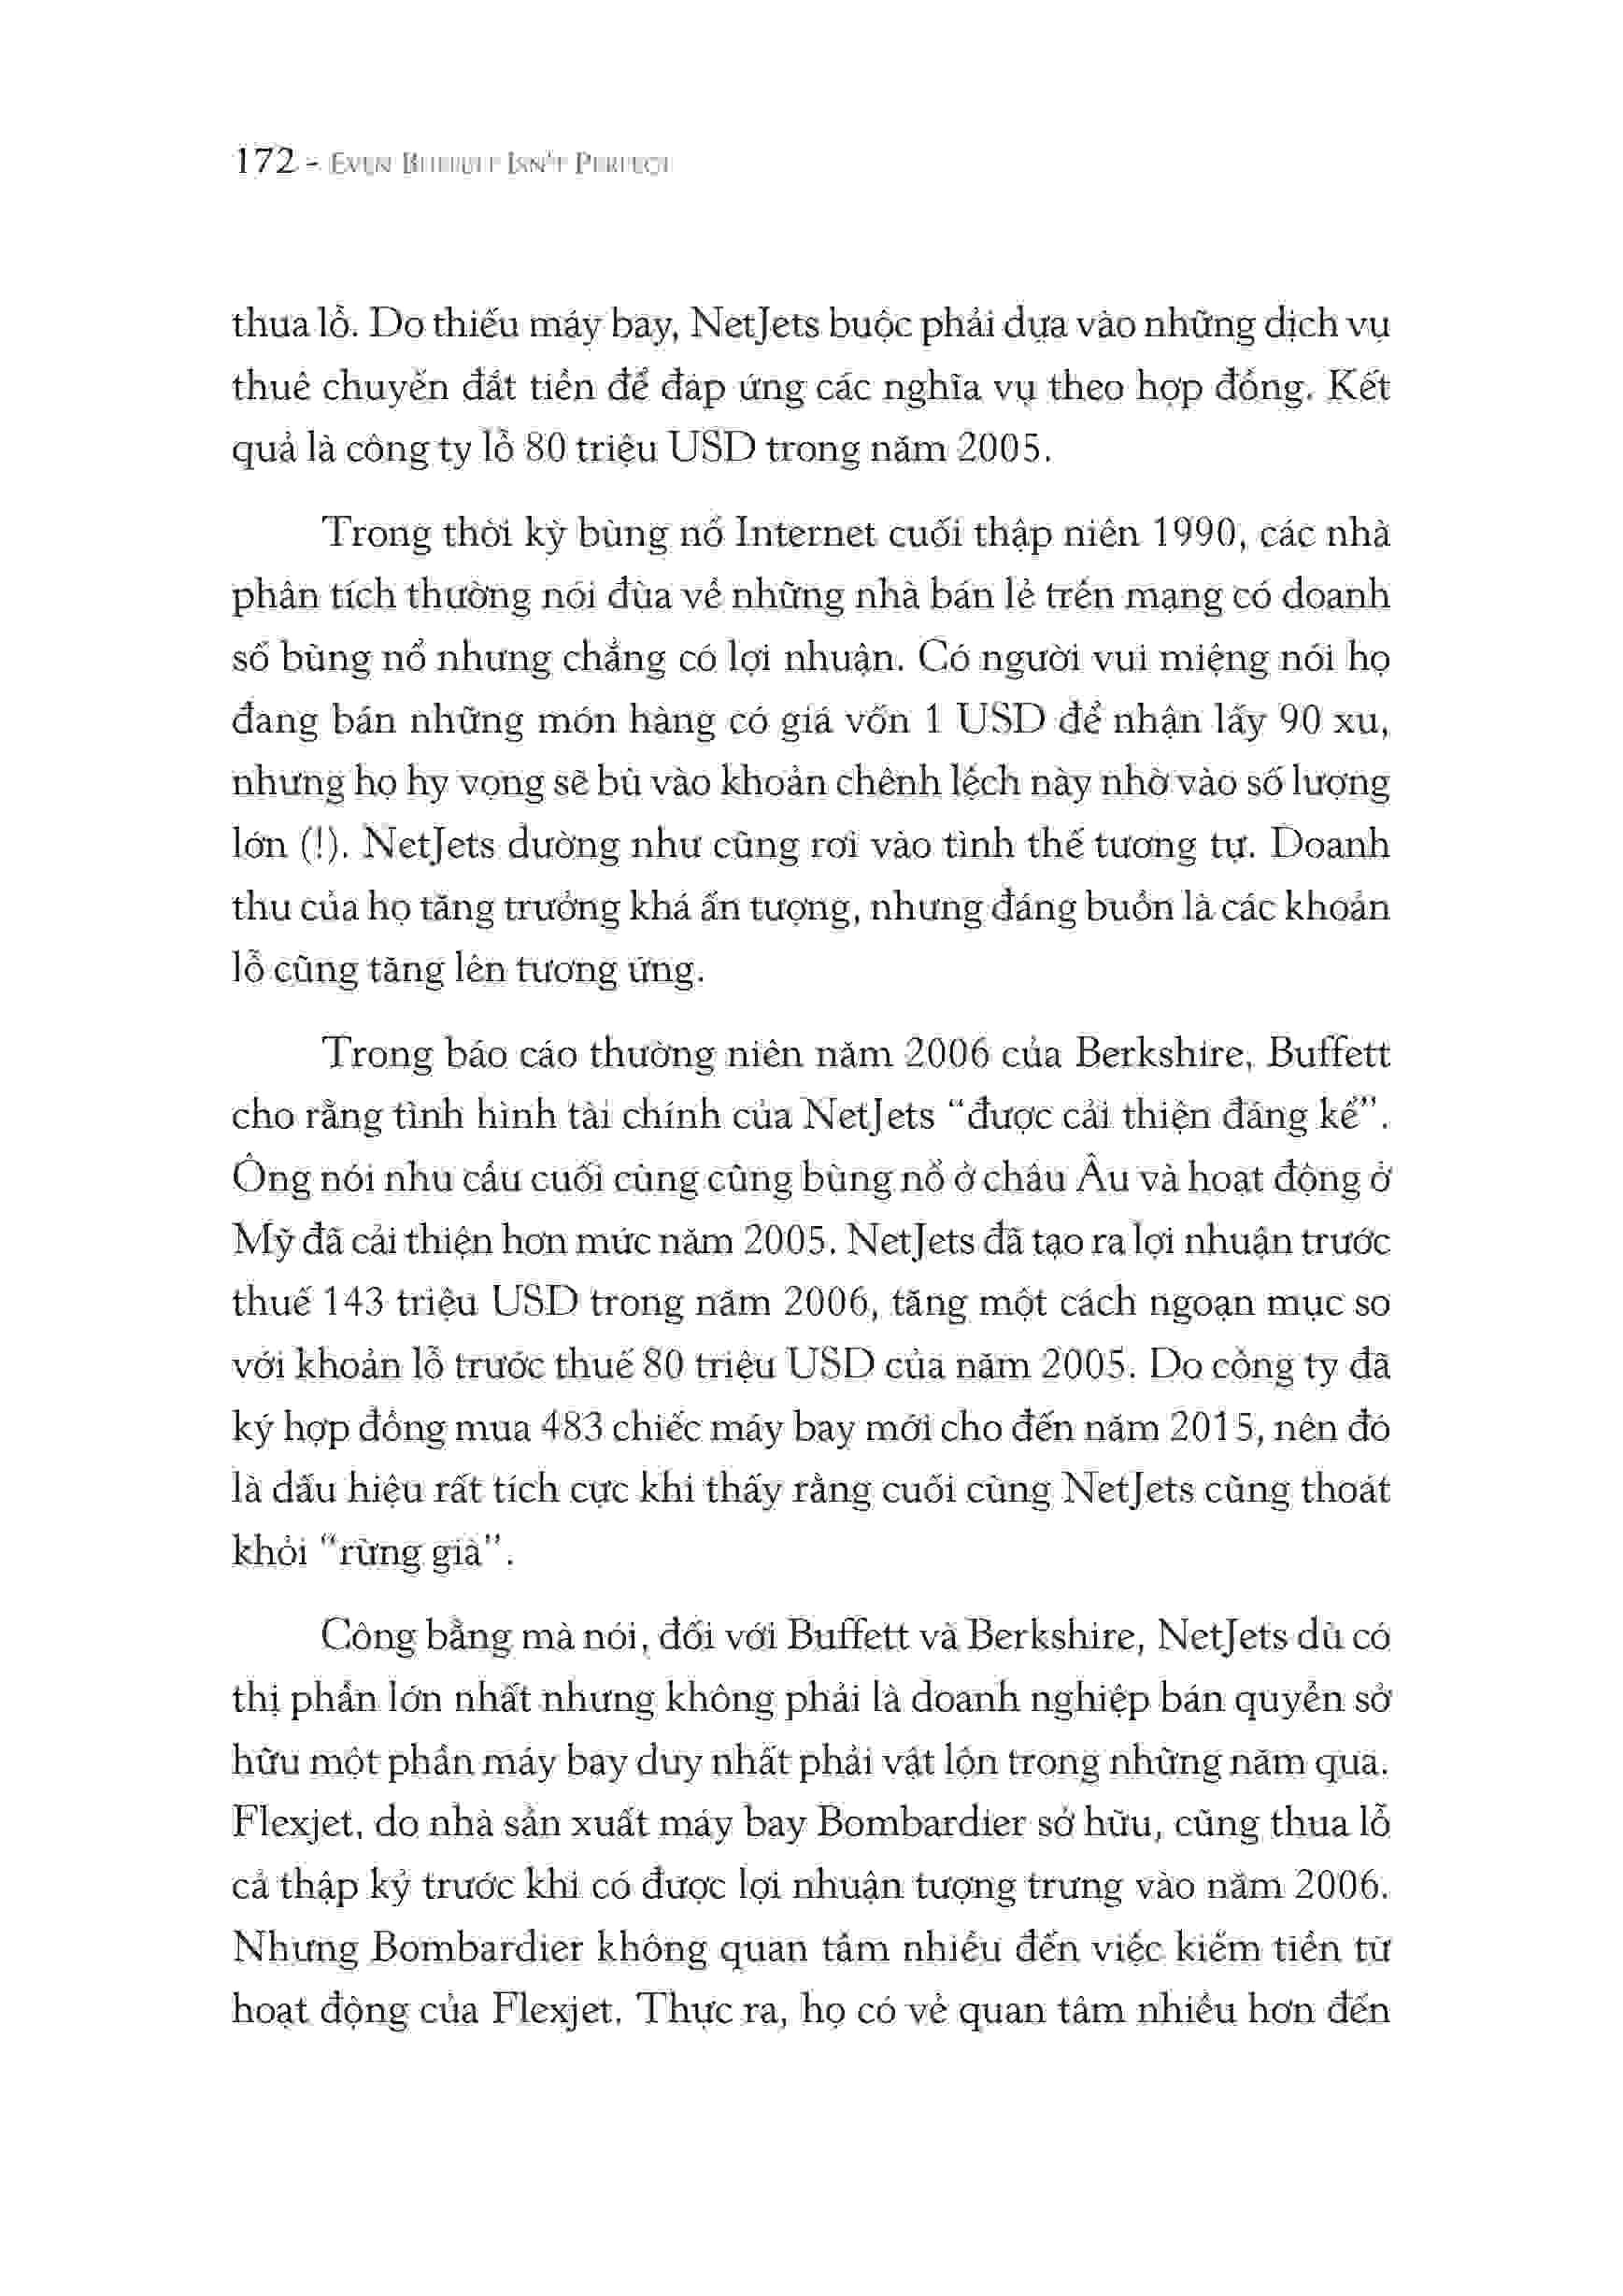 172 - EVEN BUFFETT ISN'T PERFECT
thua lỗ. Do thiếu máy bay, NetJets buộc phải dựa vào những dịch vụ
thuê chuyến đắt tiền để đáp ứng các nghĩa vụ theo hợp đồng. Kết
quả là công ty lỗ 80 triệu USD trong năm 2005.
Trong thời kỳ bùng nổ Internet cuối thập niên 1990, các nhà
phân tích thường nói đùa về những nhà bán lẻ trên mạng có doanh
số bùng nổ nhưng chẳng có lợi nhuận. Có người vui miệng nói họ
đang bán những món hàng có giá vốn 1 USD để nhận lấy 90 xu,
nhưng họ hy vọng sẽ bù vào khoản chênh lệch này nhờ vào số lượng
lớn (!). NetJets dường như cũng rơi vào tình thế tương tự. Doanh
thu của họ tăng trưởng khá ấn tượng, nhưng đáng buồn là các khoản
lỗ cũng tăng lên tương ứng.
Trong báo cáo thường niên năm 2006 của Berkshire, Buffett
cho rằng tình hình tài chính của NetJets “được cải thiện đáng kể”.
Ông nói nhu cầu cuối cùng cũng bùng nổ ở châu Âu và hoạt động ở
Mỹ đã cải thiện hơn mức năm 2005. NetJets đã tạo ra lợi nhuận trước
thuế 143 triệu USD trong năm 2006, tăng một cách ngoạn mục so
với khoản lỗ trước thuế 80 triệu USD của năm 2005. Do công ty đã
ký hợp đồng mua 483 chiếc máy bay mới cho đến năm 2015, nên đó
là dấu hiệu rất tích cực khi thấy rằng cuối cùng NetJets cũng thoát
khỏi “rừng già”.
Công bằng mà nói, đối với Buffett và Berkshire, NetJets dù có
thị phần lớn nhất nhưng không phải là doanh nghiệp bán quyền sở
hữu một phần máy bay duy nhất phải vật lộn trong những năm qua.
Flexjet, do nhà sản xuất máy bay Bombardier sở hữu, cũng thua lỗ
cả thập kỷ trước khi có được lợi nhuận tượng trưng vào năm 2006.
Nhưng Bombardier không quan tâm nhiều đến việc kiếm tiền từ
hoạt động của Flexjet. Thực ra, họ có vẻ quan tâm nhiều hơn đến